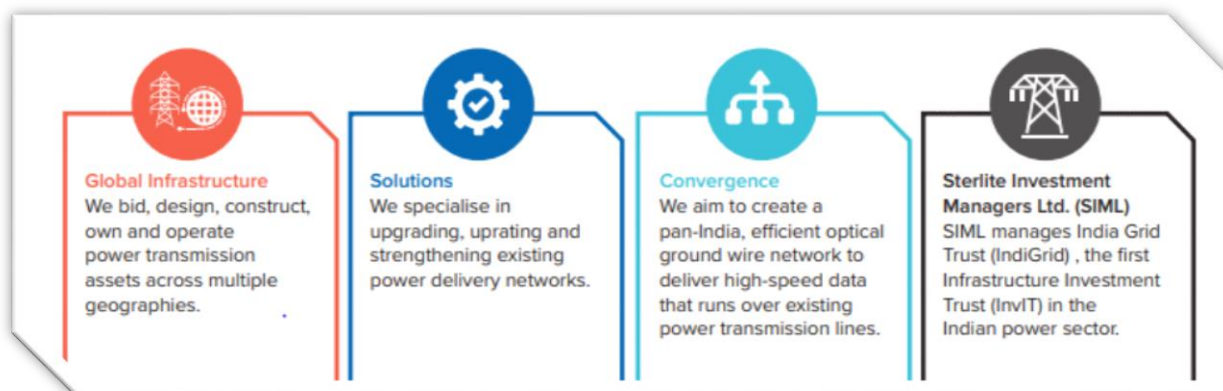 Global Infrastructure
We bid, design, construct,
own and operate
power transmission
assets across multiple
geographies.
Solutions
We specialise in
upgrading, uprating and
strengthening existing
power delivery networks.
Convergence
We aim to create a
pan-India, efficient optical
ground wire network to
deliver high-speed data
that runs over existing
power transmission lines.
Sterlite Investment
Managers Ltd. (SIML)
SIML manages India Grid
Trust (IndiGrid) , the first
Infrastructure Investment
Trust (InvIT) in the
Indian power sector.